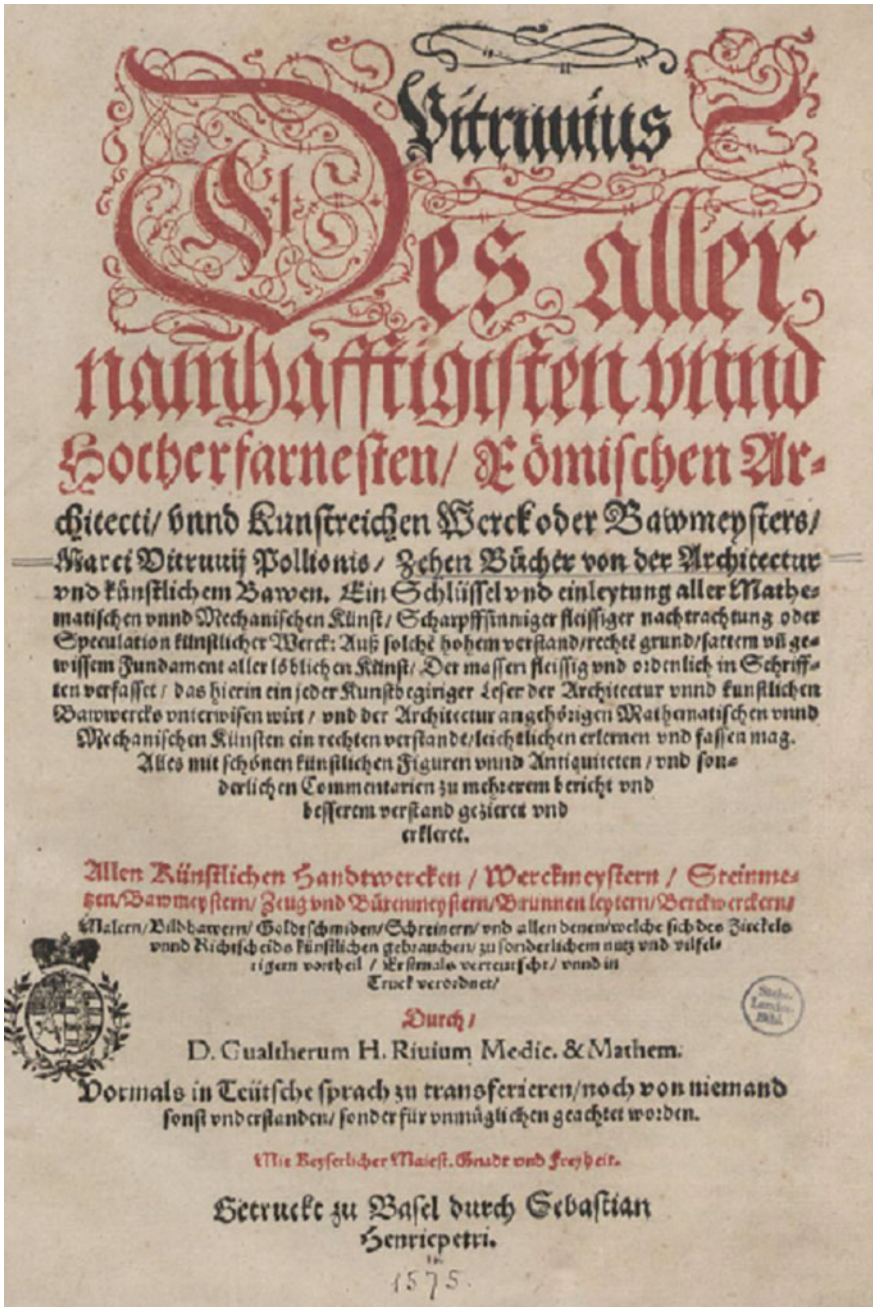 Vitruuius
Des aller
namhafftigisten vnnd
Hocherfarnesten/ Römischen Ar-
chitecti/ vnnd Kunstreichen Werck oder Bawmeysters/
Marci Vitruuij Pollionis/ Zehen Bücher von der Architectur
vnd künstlichem Bawen. Ein Schlüssel vnd einleytung aller Mathe-
matischen vnnd Mechanischen Künst/ Scharpffsinniger fleissiger nachtrachtung oder
Speculation künstlicher Werck: Auß solchē hohem verstand/rechtē grund/sattem vñ ge-
wissem Fundament aller löblichen Künst/ Der massen fleissig vnd ordenlich in Schriff-
ten verfasset/ das hierin ein jeder Kunstbegiriger Leser der Architectur vnnd kunstlichen
Bawwercks vnterwisen wirt/ vnd der Architectur angehörigen Mathematischen vnnd
Mechanischen Künsten ein rechten verstandt/leichtlichen erlernen vnd fassen mag.
Alles mit schönen künstlichen Figuren vnnd Antiquiteten/ vnd son-
derlichen Commentarien zu mehrerem bericht vnd
besserem verstand gezieret vnd
erkleret.
Allen Künstlichen Handtwercken/ Werckmeystern/ Steinme-
tzen/Bawmeystern/ Zeug vnd Büxenmeystern/Brunnen leytern/Berckwerckern/
Malern/Bildhawern/ Goldtschmiden/Schreinern/ vnd allen denen/welche sich des Zirckels
vnnd Richtscheids künstlichen gebrauchen/ zu sonderlichem nutz vnd vilfel-
tigem vortheil/ Erstmals verteutscht/ vnnd in
Truck verordnet/
Durch/
D. Gualtherum H. Riuium Medic. & Mathem.
Vormals in Teütsche sprach zu transferieren/noch von niemand
sonst vnderstanden/ sonder für vnmüglichen geachtet worden.
Mit Keyserlicher Maiest. Gnadt vnd Freyheit.
Getruckt zu Basel durch Sebastian
Henricpetri.
1575.